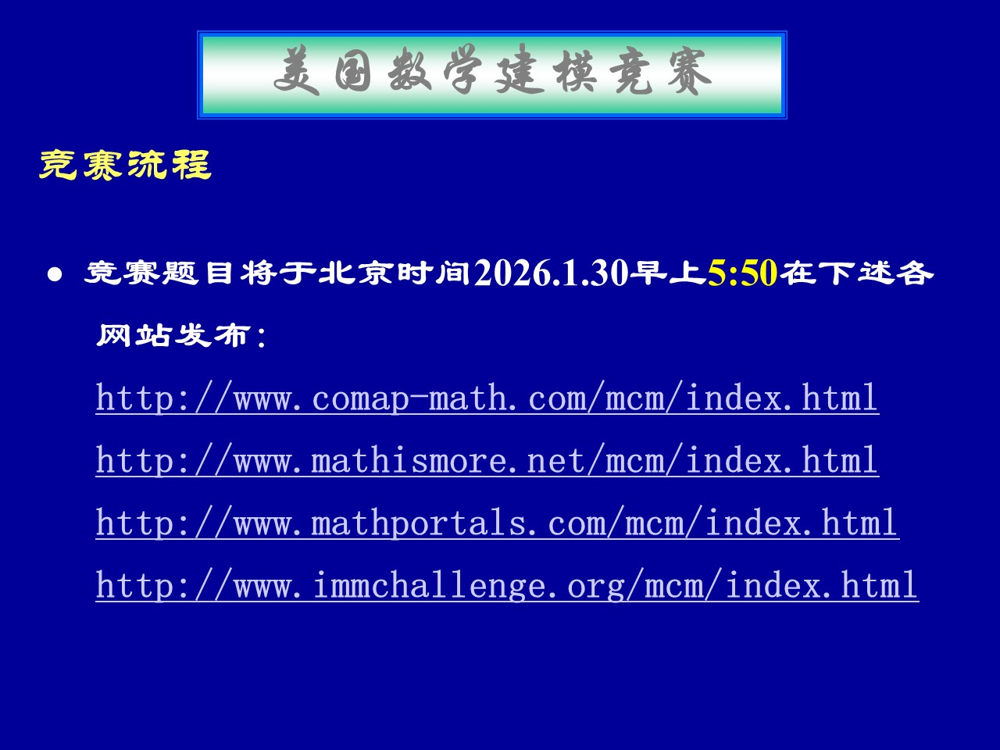 美国数学建模竞赛
竞赛流程
● 竞赛题目将于北京时间2026.1.30早上5:50在下述各
网站发布：
http://www.comap-math.com/mcm/index.html
http://www.mathismore.net/mcm/index.html
http://www.mathportals.com/mcm/index.html
http://www.immchallenge.org/mcm/index.html